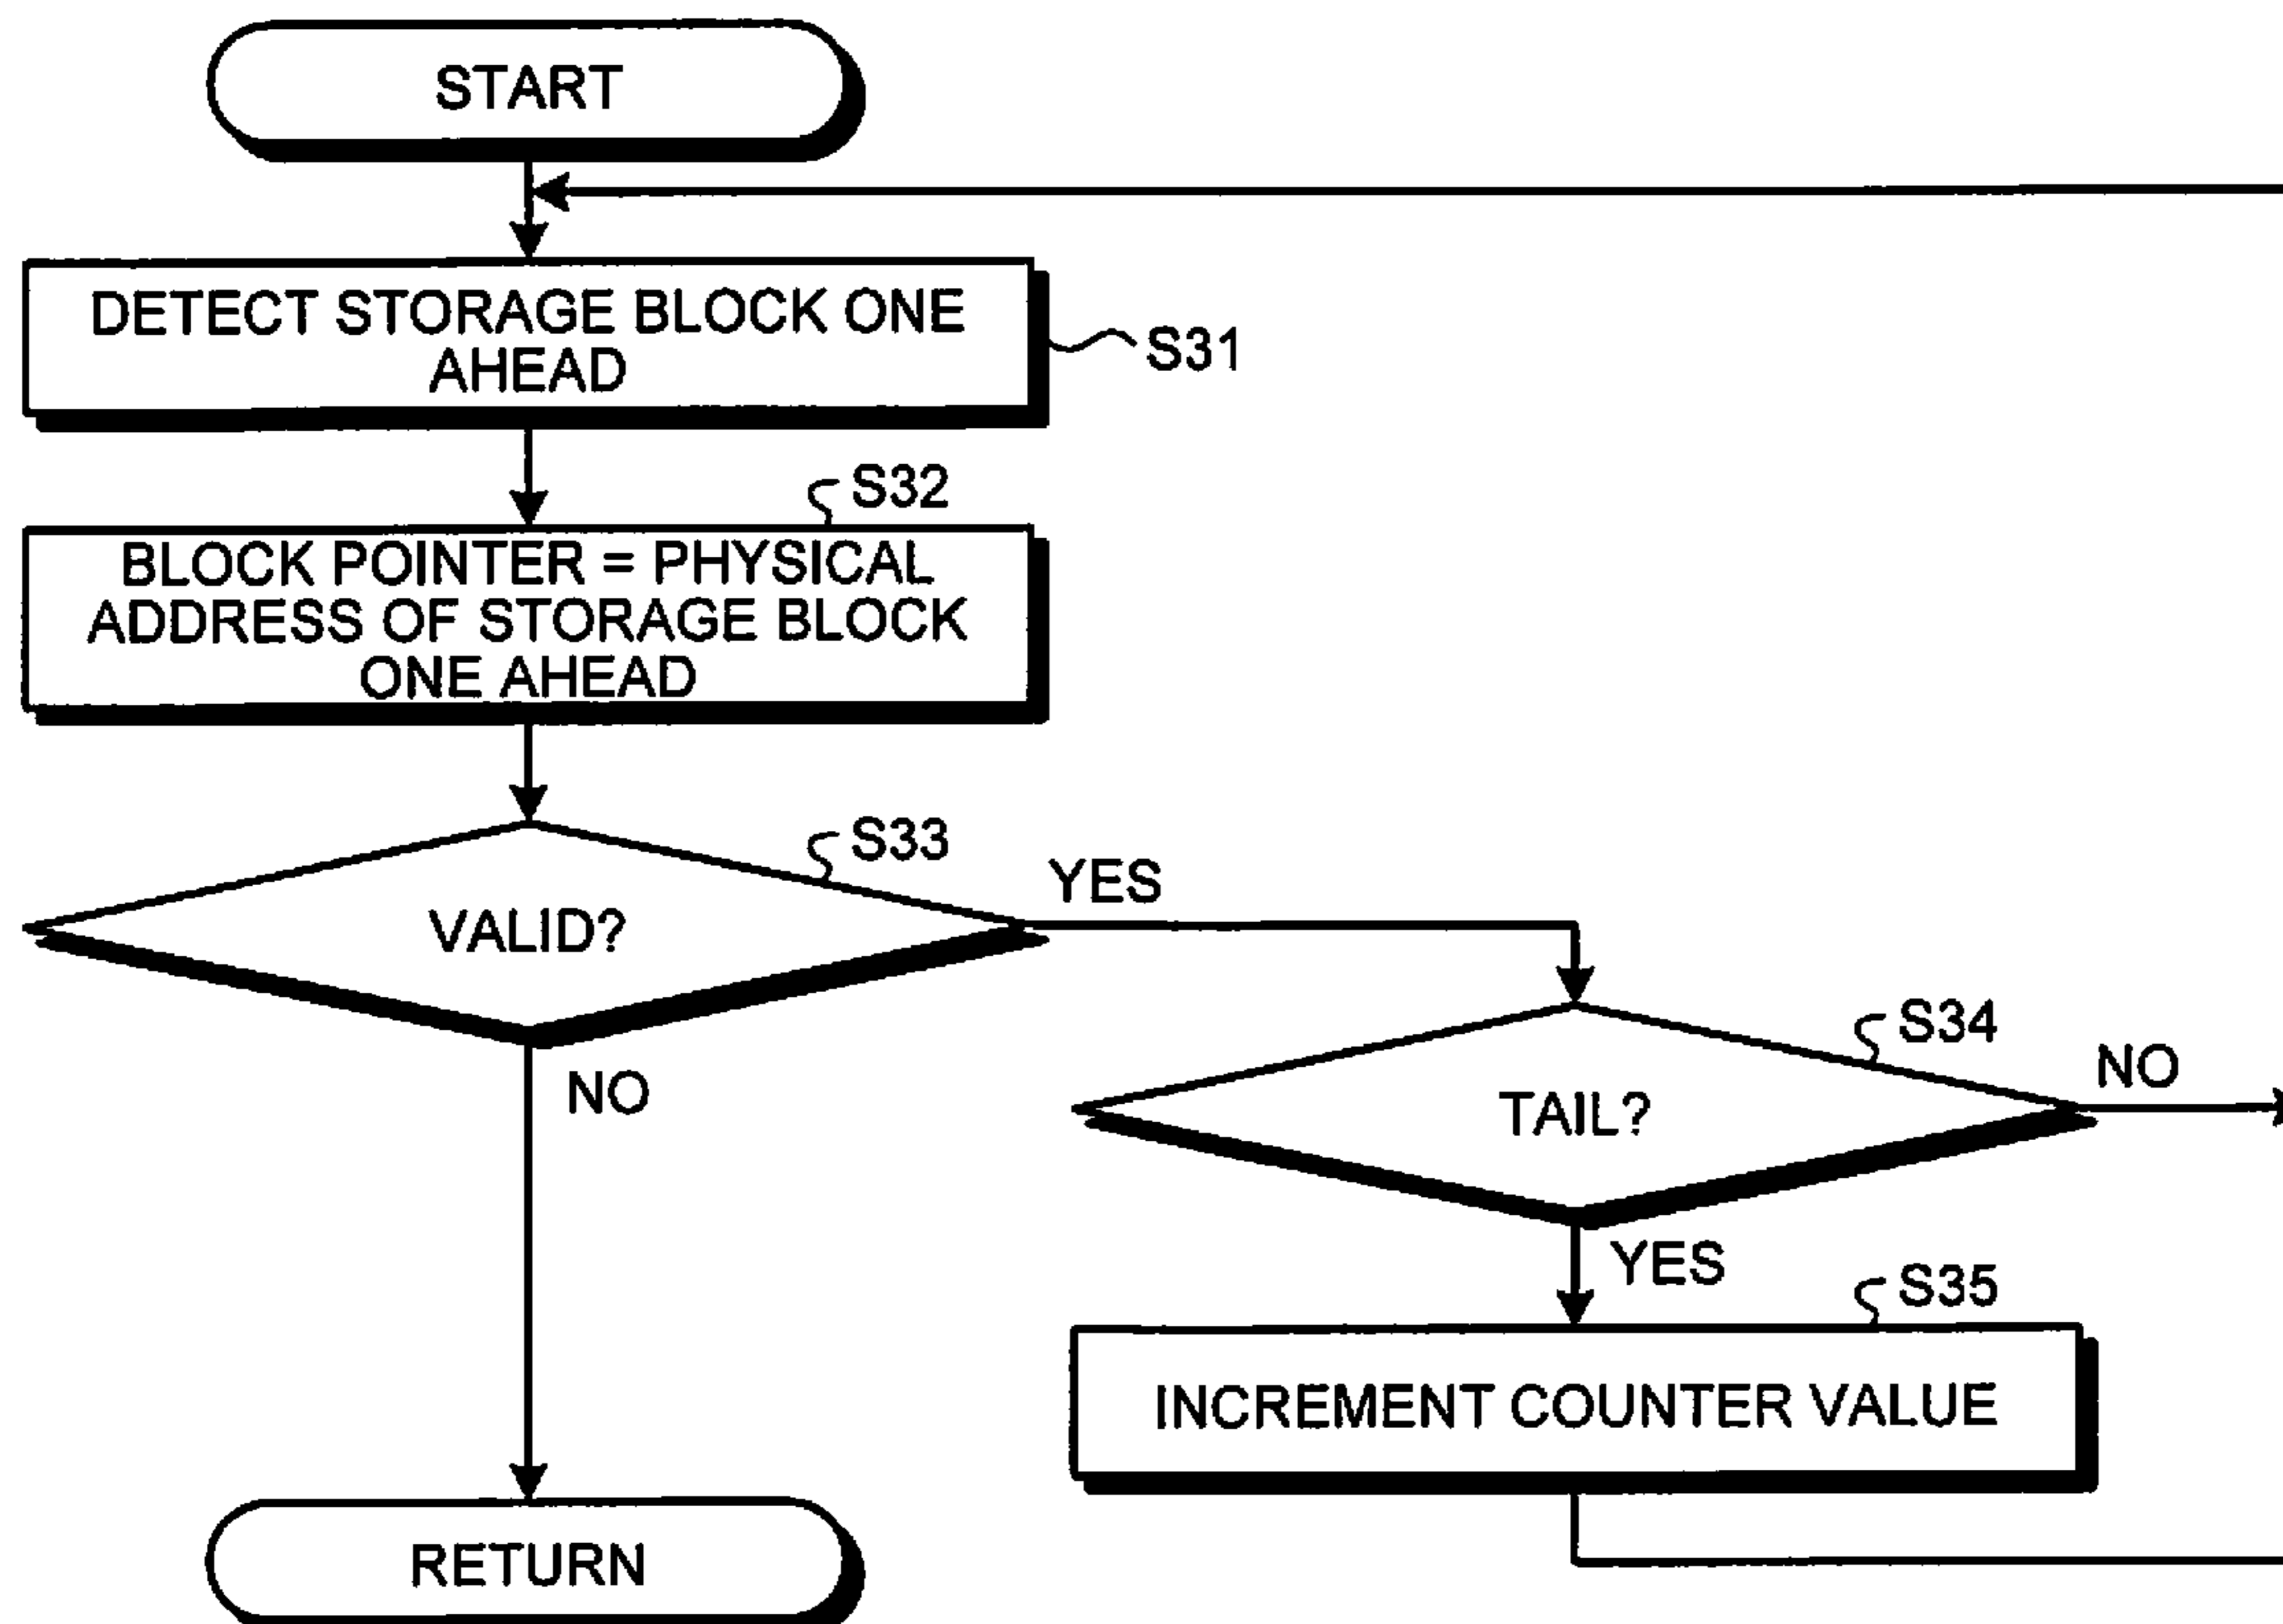 START
DETECT STORAGE BLOCK ONE
AHEAD
S31
S32
BLOCK POINTER = PHYSICAL
ADDRESS OF STORAGE BLOCK
ONE AHEAD
S33
VALID?
YES
NO
S34
TAIL?
NO
YES
S35
INCREMENT COUNTER VALUE
RETURN